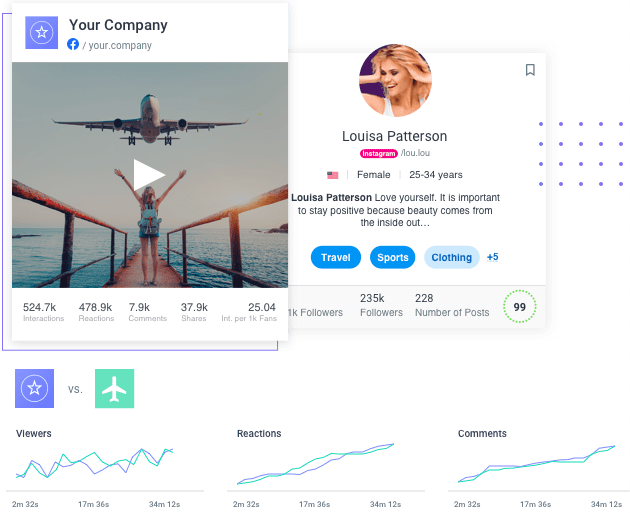 Your Company
/ your.company
524.7k 478.9k 7.9k 37.9k 25.04
Interactions Reactions Comments Shares Int. per 1k Fans
Louisa Patterson
Instagram /lou.lou
Female 25-34 years
Louisa Patterson Love yourself. It is important
to stay positive because beauty comes from
the inside out...
Travel Sports Clothing +5
235k 228
1k Followers Followers Number of Posts
99
vs.
Viewers
2m 32s 17m 36s 34m 12s
Reactions
2m 32s 17m 36s 34m 12s
Comments
2m 32s 17m 36s 34m 12s